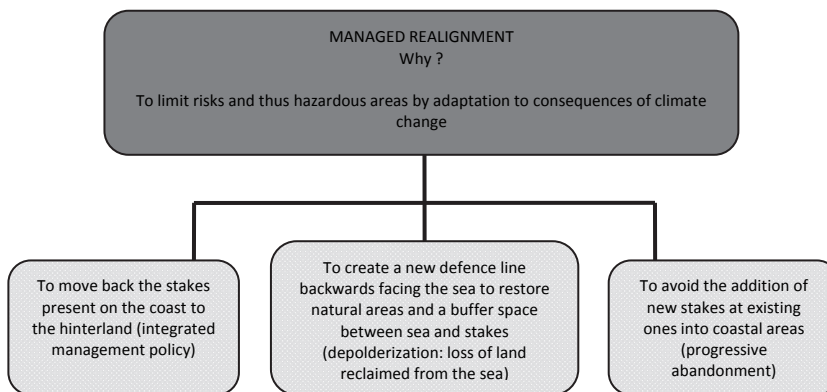 MANAGED REALIGNMENT
Why ?
To limit risks and thus hazardous areas by adaptation to consequences of climate
change
To move back the stakes
present on the coast to
the hinterland (integrated
management policy)
To create a new defence line
backwards facing the sea to restore
natural areas and a buffer space
between sea and stakes
(depolderization: loss of land
reclaimed from the sea)
To avoid the addition of
new stakes at existing
ones into coastal areas
(progressive
abandonment)